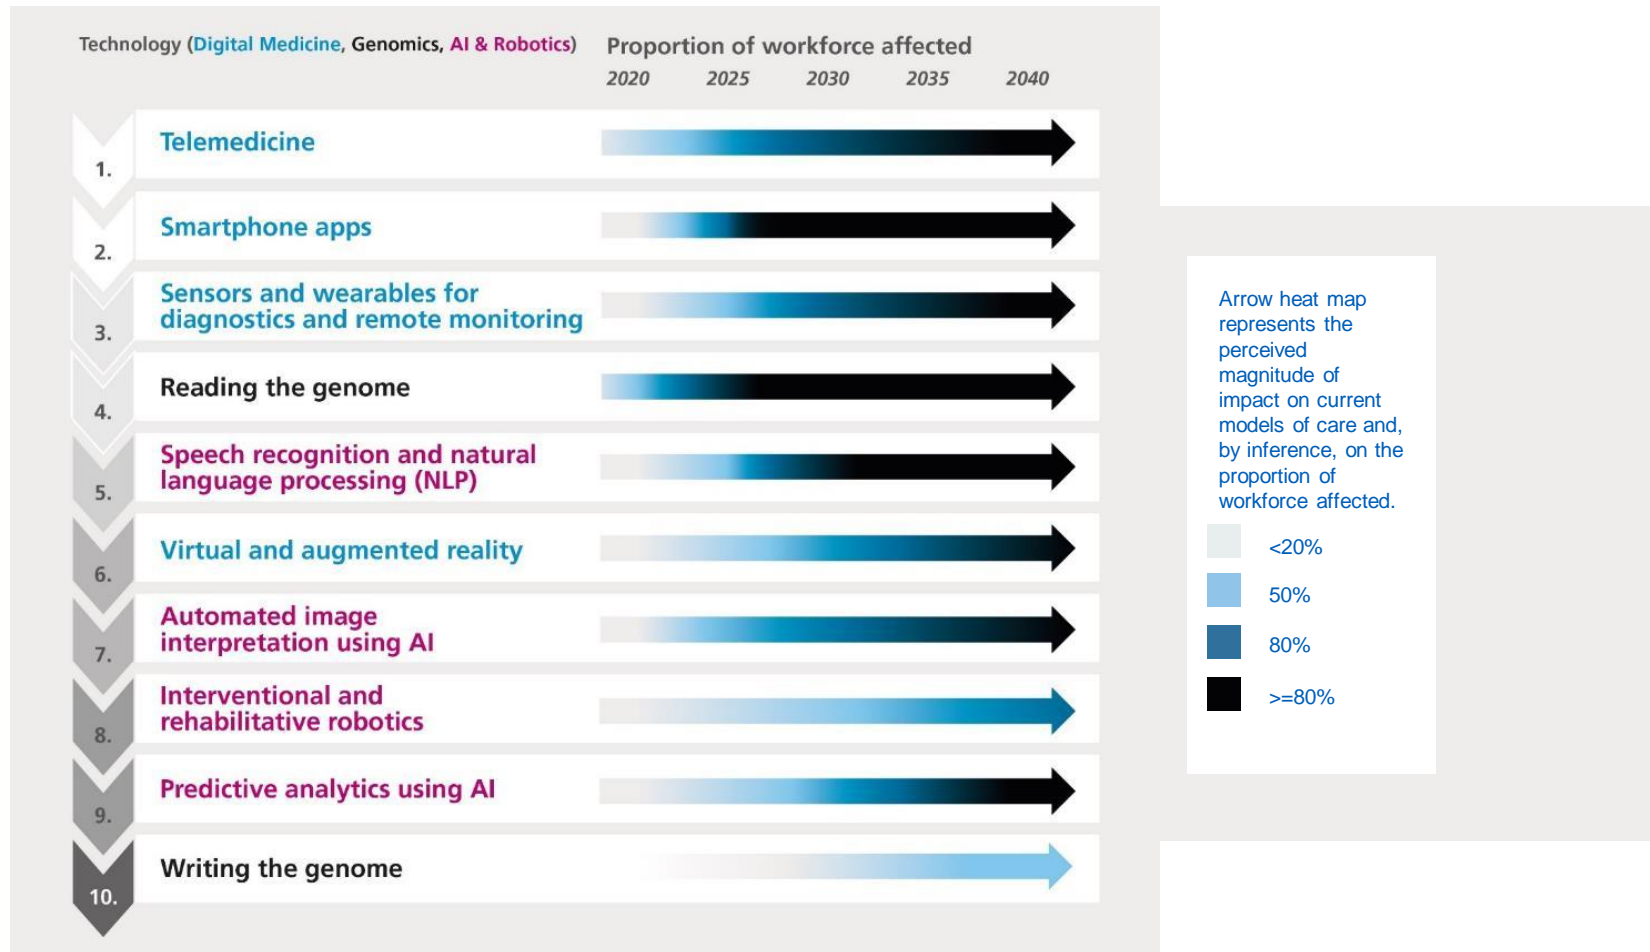 Technology (Digital Medicine, Genomics, AI & Robotics)
Proportion of workforce affected
2020 2025 2030 2035 2040
1.
Telemedicine
2.
Smartphone apps
3.
Sensors and wearables for
diagnostics and remote monitoring
4.
Reading the genome
5.
Speech recognition and natural
language processing (NLP)
6.
Virtual and augmented reality
7.
Automated image
interpretation using AI
8.
Interventional and
rehabilitative robotics
9.
Predictive analytics using AI
10.
Writing the genome
Arrow heat map
represents the
perceived
magnitude of
impact on current
models of care and,
by inference, on the
proportion of
workforce affected.
<20%
50%
80%
>=80%